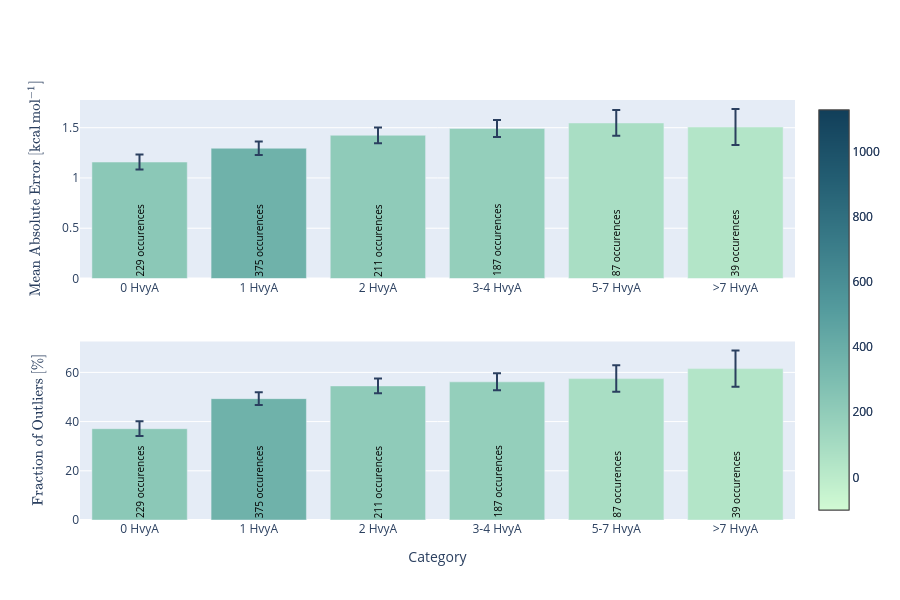 Mean Absolute Error [kcal mol⁻¹]
1.5
1
0.5
0
229 occurences
375 occurences
211 occurences
187 occurences
87 occurences
39 occurences
0 HvyA
1 HvyA
2 HvyA
3-4 HvyA
5-7 HvyA
>7 HvyA
Fraction of Outliers [%]
60
40
20
0
229 occurences
375 occurences
211 occurences
187 occurences
87 occurences
39 occurences
0 HvyA
1 HvyA
2 HvyA
3-4 HvyA
5-7 HvyA
>7 HvyA
Category
1000
800
600
400
200
0